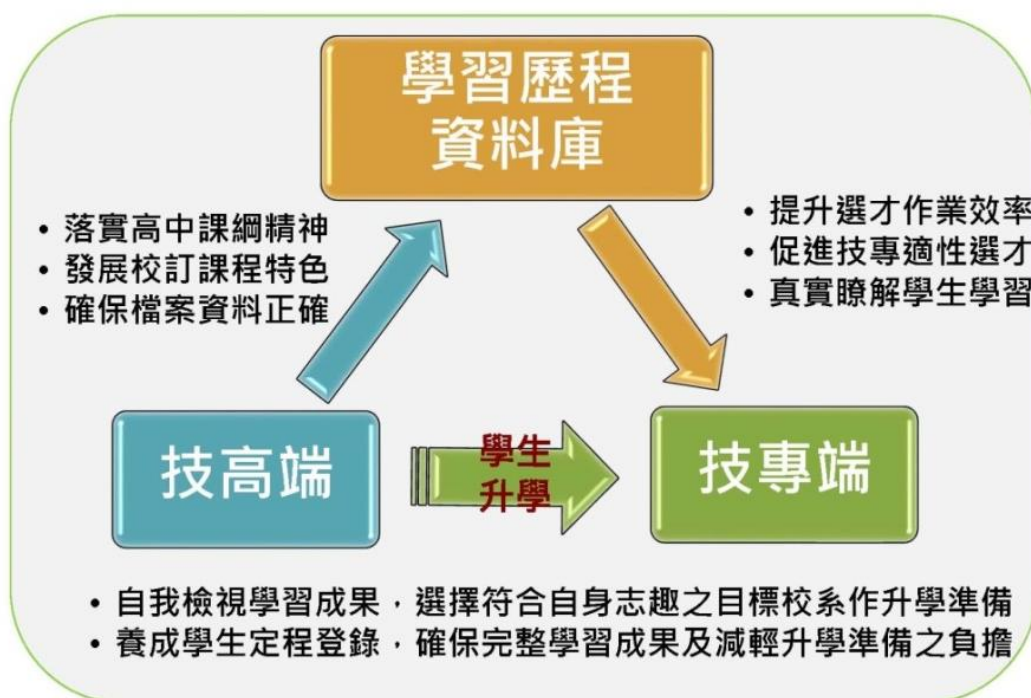 學習歷程
資料庫
• 落實高中課綱精神
• 發展校訂課程特色
• 確保檔案資料正確
• 提升選才作業效率
• 促進技專適性選才
• 真實瞭解學生學習
技高端
學生
升學
技專端
• 自我檢視學習成果，選擇符合自身志趣之目標校系作升學準備
• 養成學生定程登錄，確保完整學習成果及減輕升學準備之負擔